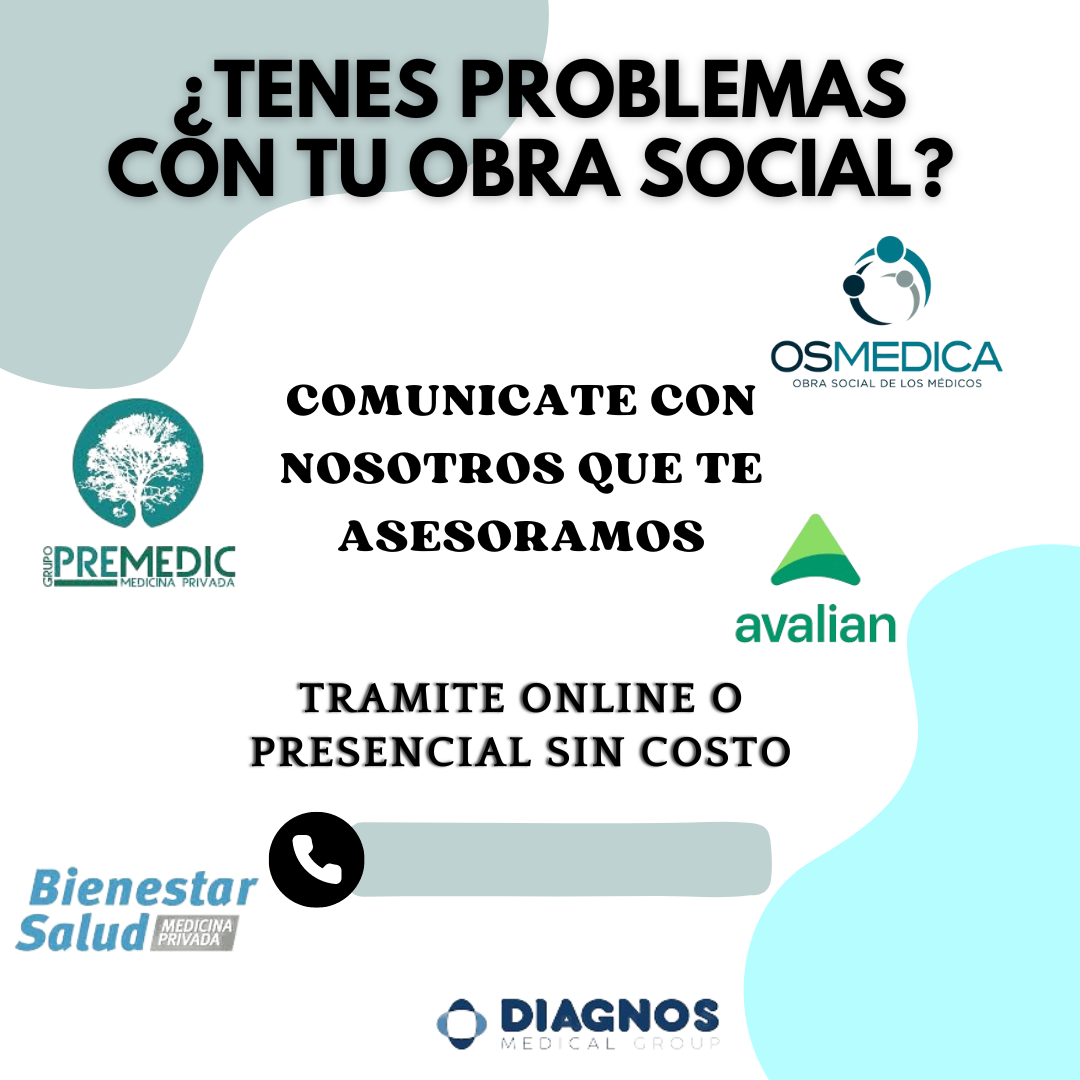 ¿TENES PROBLEMAS
CON TU OBRA SOCIAL?
OSMEDICA
OBRA SOCIAL DE LOS MÉDICOS
COMUNICATE CON
NOSOTROS QUE TE
ASESORAMOS
GRUPO
PREMEDIC
MEDICINA PRIVADA
avalian
TRAMITE ONLINE O
PRESENCIAL SIN COSTO
Bienestar
Salud MEDICINA
PRIVADA
DIAGNOS
MEDICAL GROUP